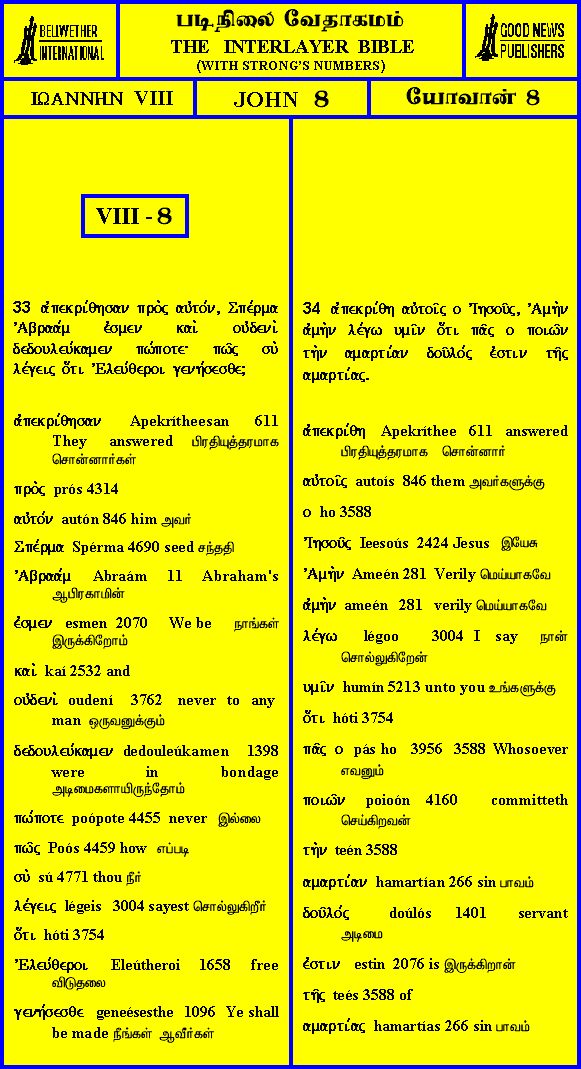 BELLWETHER
INTERNATIONAL
படிநிலை வேதாகமம்
THE INTERLAYER BIBLE
(WITH STRONG'S NUMBERS)
GOOD NEWS
PUBLISHERS
ΙΩΑΝΝΗΝ VIII
JOHN 8
யோவான் 8
VIII - 8
33 ἀπεκρίθησαν πρὸς αὐτόν, Σπέρμα
Ἀβραάμ ἐσμεν καὶ οὐδενὶ
δεδουλεύκαμεν πώποτε· πῶς σὺ
λέγεις ὅτι Ἐλεύθεροι γενήσεσθε;
ἀπεκρίθησαν Apekrítheesan 611
They answered பிரதியுத்தரமாக
சொன்னார்கள்
πρὸς prós 4314
αὐτόν autón 846 him அவர்
Σπέρμα Spérma 4690 seed சந்ததி
Ἀβραάμ Abraám 11 Abraham's
ஆபிரகாமின்
ἐσμεν esmen 2070 We be நாங்கள்
இருக்கிறோம்
καὶ kaí 2532 and
οὐδενὶ oudení 3762 never to any
man ஒருவனுக்கும்
δεδουλεύκαμεν dedouleúkamen 1398
were in bondage
அடிமைகளாயிருந்தோம்
πώποτε poópote 4455 never இல்லை
πῶς Poós 4459 how எப்படி
σὺ sú 4771 thou நீர்
λέγεις légeis 3004 sayest சொல்லுகிறீர்
ὅτι hóti 3754
Ἐλεύθεροι Eleútheroi 1658 free
விடுதலை
γενήσεσθε geneésesthe 1096 Ye shall
be made நீங்கள் ஆவீர்கள்
34 ἀπεκρίθη αὐτοῖς ο Ἰησοῦς, Ἀμὴν
ἀμὴν λέγω υμῖν ὅτι πᾶς ο ποιῶν
τὴν αμαρτίαν δοῦλός ἐστιν τῆς
αμαρτίας.
ἀπεκρίθη Apekríthee 611 answered
பிரதியுத்தரமாக சொன்னார்
αὐτοῖς autoís 846 them அவர்களுக்கு
ο ho 3588
Ἰησοῦς Ieesoús 2424 Jesus இயேசு
Ἀμὴν Ameén 281 Verily மெய்யாகவே
ἀμὴν ameén 281 verily மெய்யாகவே
λέγω légoo 3004 I say நான்
சொல்லுகிறேன்
υμῖν humín 5213 unto you உங்களுக்கு
ὅτι hóti 3754
πᾶς ο pás ho 3956 3588 Whosoever
எவனும்
ποιῶν poioón 4160 committeth
செய்கிறவன்
τὴν teén 3588
αμαρτίαν hamartían 266 sin பாவம்
δοῦλός doúlós 1401 servant
அடிமை
ἐστιν estin 2076 is இருக்கிறான்
τῆς teés 3588 of
αμαρτίας hamartías 266 sin பாவம்